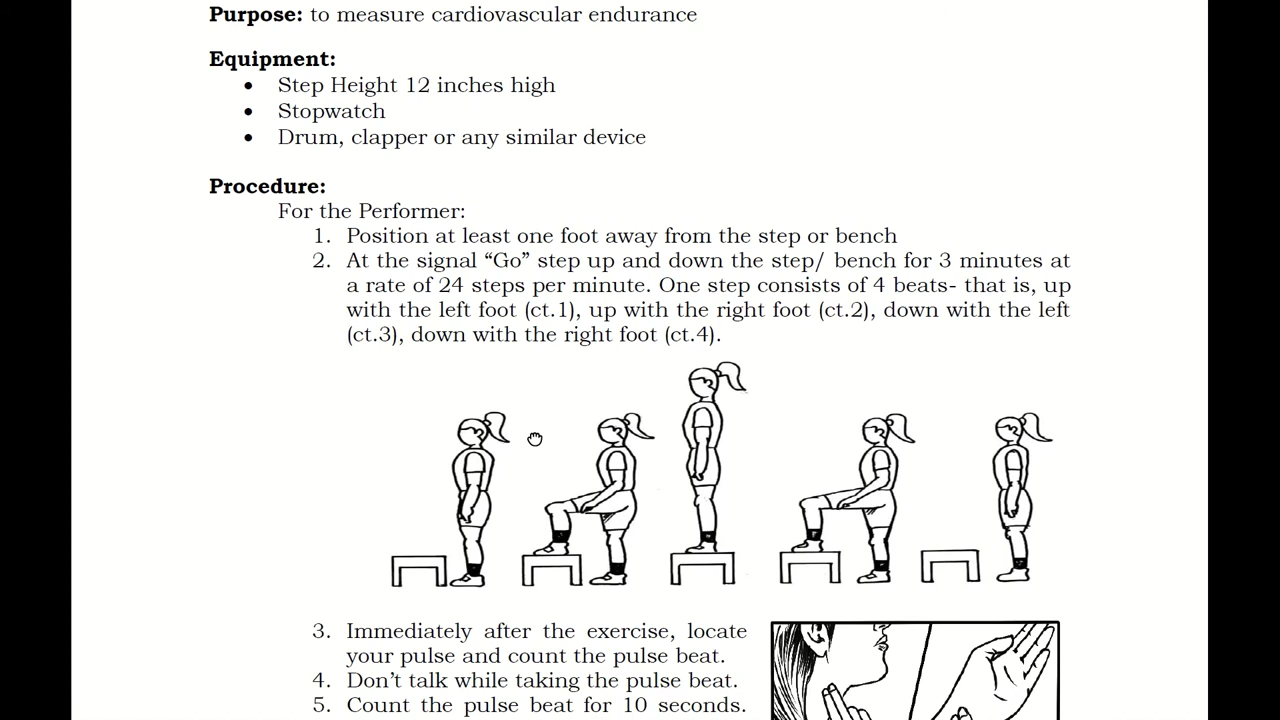 Purpose: to measure cardiovascular endurance
Equipment:
• Step Height 12 inches high
• Stopwatch
• Drum, clapper or any similar device
Procedure:
For the Performer:
1. Position at least one foot away from the step or bench
2. At the signal “Go” step up and down the step/ bench for 3 minutes at
a rate of 24 steps per minute. One step consists of 4 beats- that is, up
with the left foot (ct.1), up with the right foot (ct.2), down with the left
(ct.3), down with the right foot (ct.4).
3. Immediately after the exercise, locate
your pulse and count the pulse beat.
4. Don’t talk while taking the pulse beat.
5. Count the pulse beat for 10 seconds.